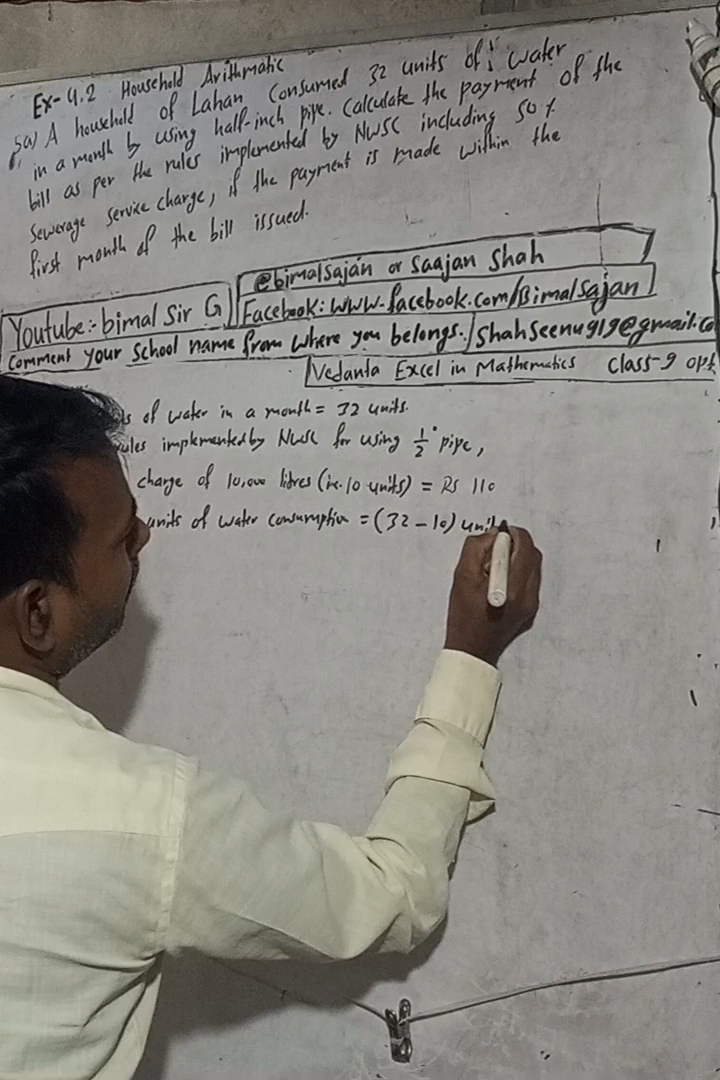 Ex-4.2 Household Arithmatic
5a) A household of Lahan Consumed 32 units of water
in a month by using half-inch pipe. Calculate the payment of the
bill as per the rules implemented by NWSC including 50%
Sewerage service charge, if the payment is made within the
first month of the bill issued.
@bimalsajan or Saajan Shah
Youtube:- bimal Sir G
Facebook: www.facebook.com/Bimalsajan
Comment your School name from where you belongs. shahseenu919@gmail.co
Vedanta Excel in Mathematics Class-9 opt
of water in a month = 32 units.
implemented by NWSC for using 1/2" pipe,
charge of 10,000 litres (i.e. 10 units) = RS 110
units of water consumption = (32-10) unit